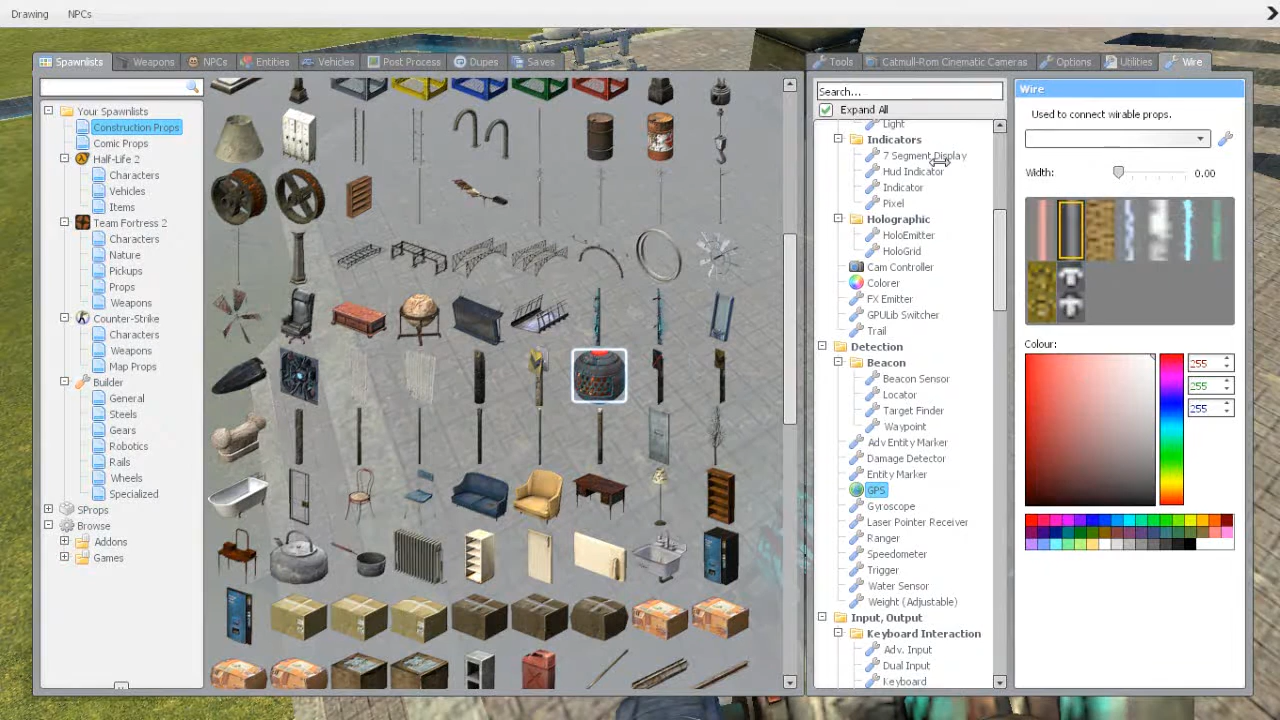 Drawing NPCs
Spawnlists Weapons NPCs Entities Vehicles Post Process Dupes Saves
Your Spawnlists
Construction Props
Comic Props
Half-Life 2
Characters
Vehicles
Items
Team Fortress 2
Characters
Nature
Pickups
Props
Weapons
Counter-Strike
Characters
Weapons
Map Props
Builder
General
Steels
Gears
Robotics
Rails
Wheels
Specialized
SProps
Browse
Addons
Games
Tools Catmull-Rom Cinematic Cameras Options Utilities Wire
Search...
Expand All
Light
Indicators
7 Segment Display
Hud Indicator
Indicator
Pixel
Holographic
HoloEmitter
HoloGrid
Cam Controller
Colorer
FX Emitter
GPULib Switcher
Trail
Detection
Beacon
Beacon Sensor
Locator
Target Finder
Waypoint
Adv Entity Marker
Damage Detector
Entity Marker
GPS
Gyroscope
Laser Pointer Receiver
Ranger
Speedometer
Trigger
Water Sensor
Weight (Adjustable)
Input, Output
Keyboard Interaction
Adv. Input
Dual Input
Keyboard
Wire
Used to connect wirable props.
Width: 0.00
Colour:
255
255
255